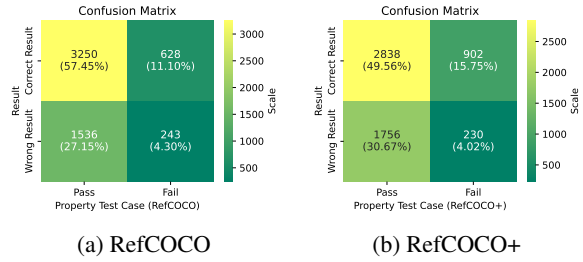 Confusion Matrix
Result
Correct Result
Wrong Result
3250
(57.45%)
628
(11.10%)
1536
(27.15%)
243
(4.30%)
Pass
Fail
Property Test Case (RefCOCO)
3000
2500
2000
1500
1000
500
Scale
(a) RefCOCO
Confusion Matrix
Result
Correct Result
Wrong Result
2838
(49.56%)
902
(15.75%)
1756
(30.67%)
230
(4.02%)
Pass
Fail
Property Test Case (RefCOCO+)
2500
2000
1500
1000
500
Scale
(b) RefCOCO+